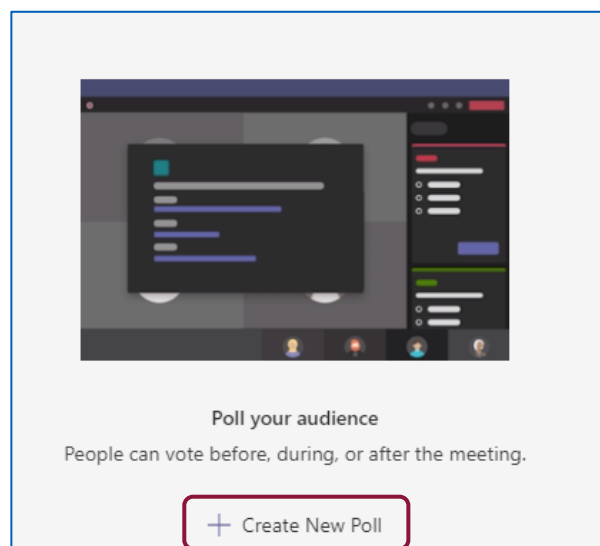 Poll your audience
People can vote before, during, or after the meeting.
Create New Poll